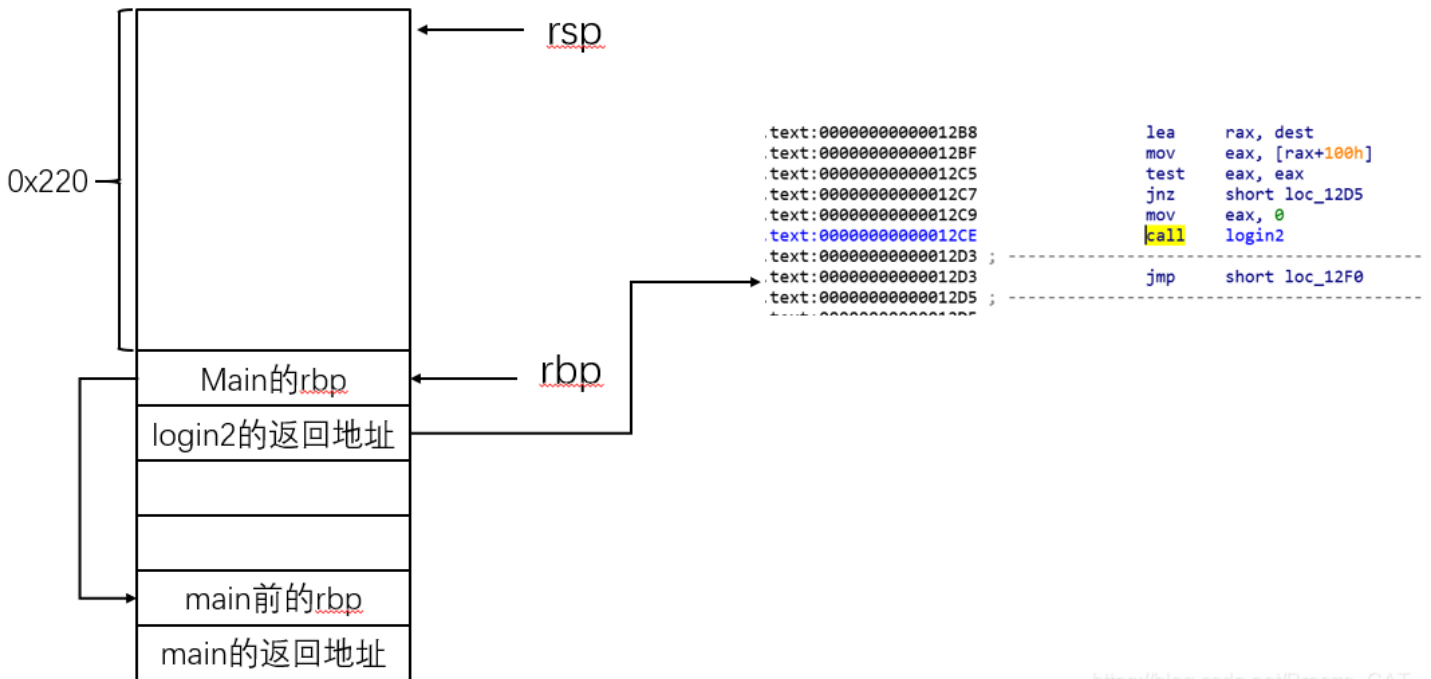 rsp
0x220
Main的rbp
rbp
login2的返回地址
main前的rbp
main的返回地址
.text:00000000000012B8 lea rax, dest
.text:00000000000012BF mov eax, [rax+100h]
.text:00000000000012C5 test eax, eax
.text:00000000000012C7 jnz short loc_12D5
.text:00000000000012C9 mov eax, 0
.text:00000000000012CE call login2
.text:00000000000012D3 ; ---------------------------------------
.text:00000000000012D3 jmp short loc_12F0
.text:00000000000012D5 ; ---------------------------------------